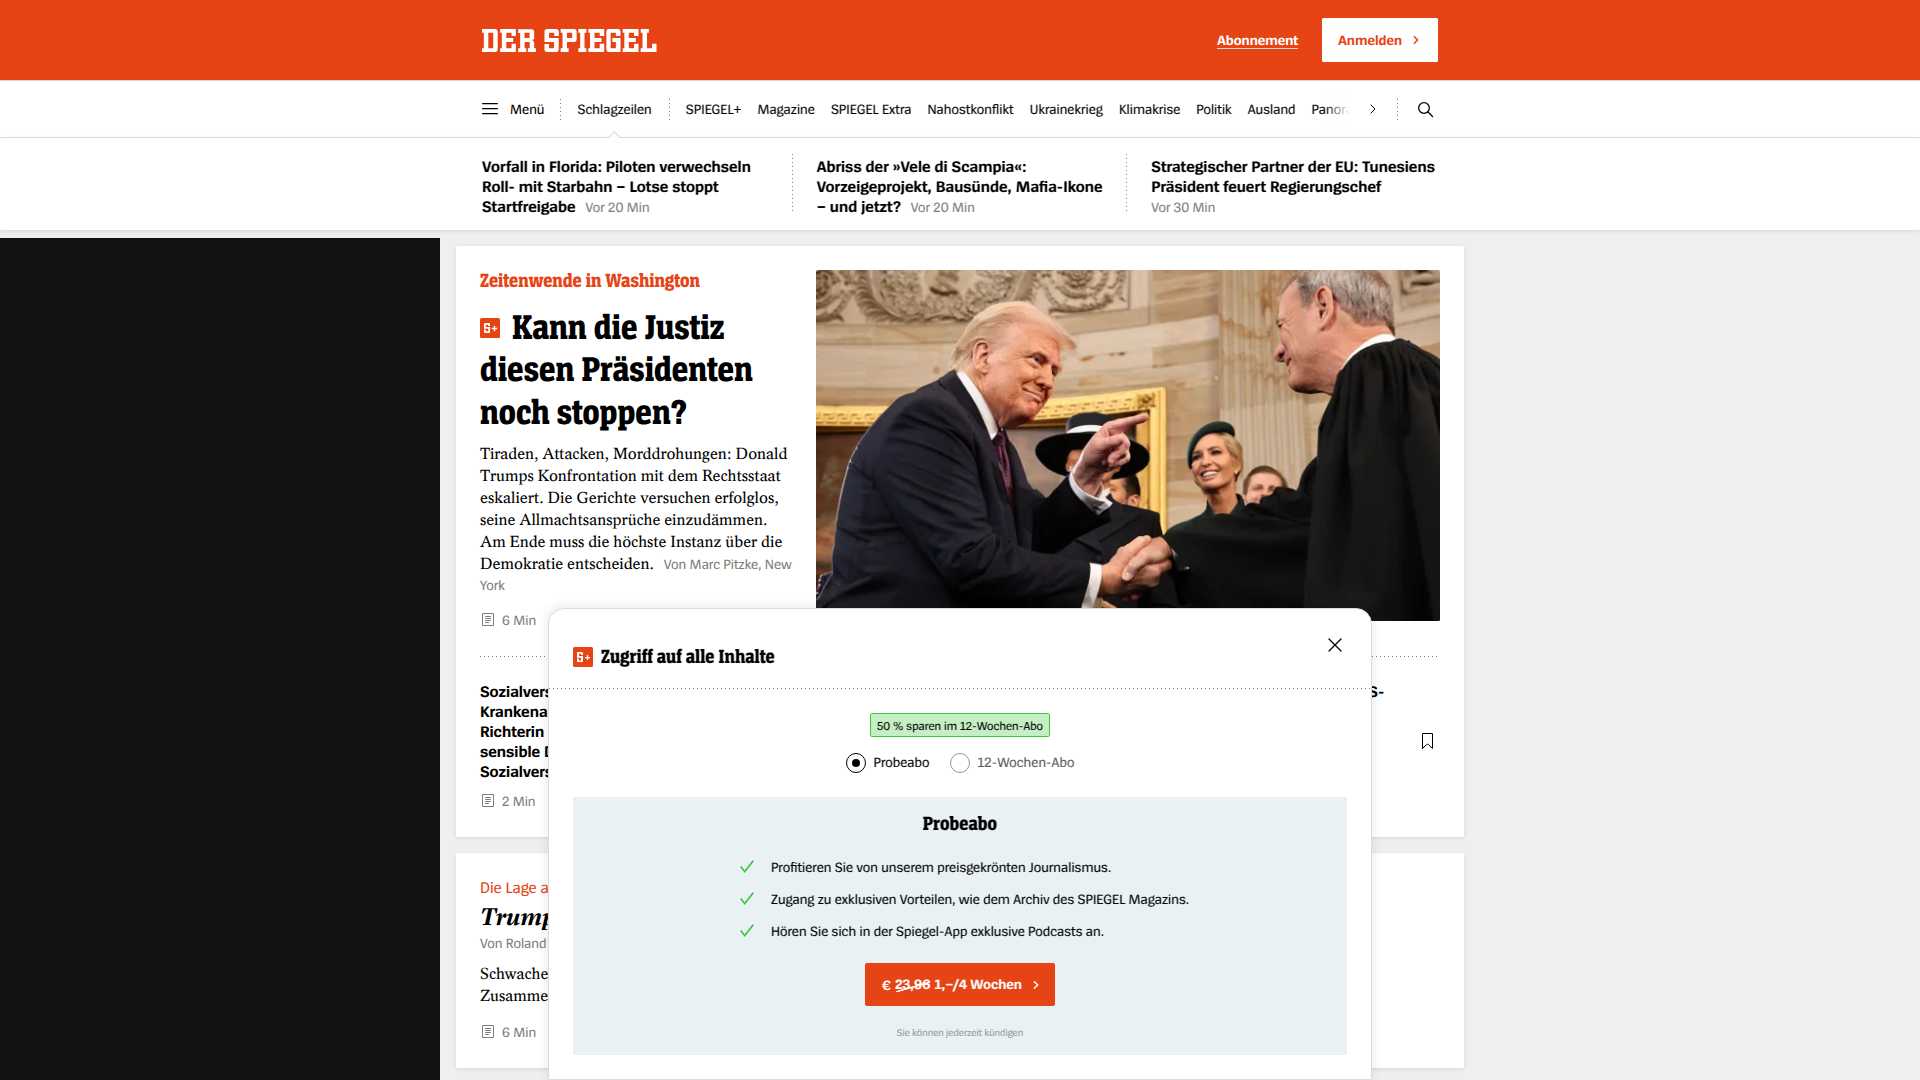 DER SPIEGEL
Abonnement
Anmelden
Menü
Schlagzeilen
SPIEGEL+
Magazine
SPIEGEL Extra
Nahostkonflikt
Ukrainekrieg
Klimakrise
Politik
Ausland
Panor
Vorfall in Florida: Piloten verwechseln
Roll- mit Starbahn – Lotse stoppt
Startfreigabe Vor 20 Min
Abriss der »Vele di Scampia«:
Vorzeigeprojekt, Bausünde, Mafia-Ikone
– und jetzt? Vor 20 Min
Strategischer Partner der EU: Tunesiens
Präsident feuert Regierungschef
Vor 30 Min
Zeitenwende in Washington
S+ Kann die Justiz
diesen Präsidenten
noch stoppen?
Tiraden, Attacken, Morddrohungen: Donald
Trumps Konfrontation mit dem Rechtsstaat
eskaliert. Die Gerichte versuchen erfolglos,
seine Allmachtsansprüche einzudämmen.
Am Ende muss die höchste Instanz über die
Demokratie entscheiden. Von Marc Pitzke, New
York
6 Min
Sozialvers
Krankena
Richterin
sensible D
Sozialvers
2 Min
S-
Die Lage a
Trump
Von Roland
Schwache
Zusamme
6 Min
S+ Zugriff auf alle Inhalte
50 % sparen im 12-Wochen-Abo
Probeabo
12-Wochen-Abo
Probeabo
Profitieren Sie von unserem preisgekrönten Journalismus.
Zugang zu exklusiven Vorteilen, wie dem Archiv des SPIEGEL Magazins.
Hören Sie sich in der Spiegel-App exklusive Podcasts an.
€ 23,96 1,–/4 Wochen
Sie können jederzeit kündigen